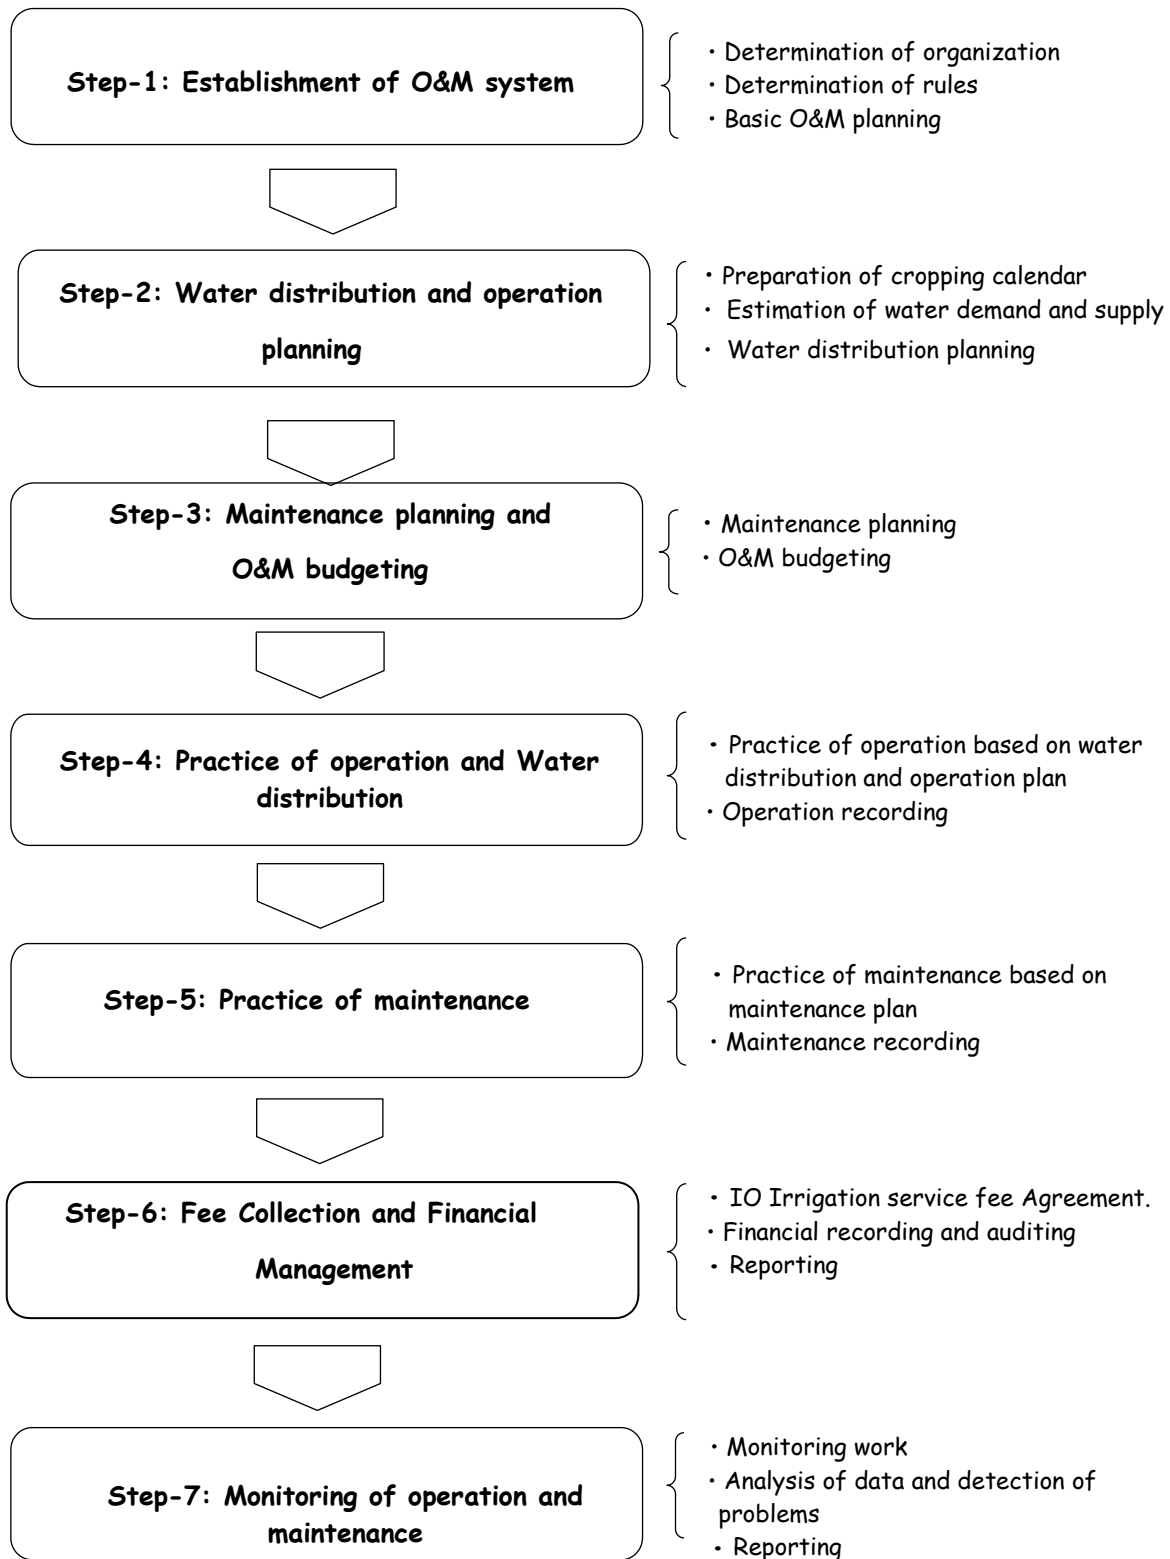 Step-1: Establishment of O&M system
・Determination of organization
・Determination of rules
・Basic O&M planning
Step-2: Water distribution and operation
planning
・Preparation of cropping calendar
・ Estimation of water demand and supply
・ Water distribution planning
Step-3: Maintenance planning and
O&M budgeting
・Maintenance planning
・O&M budgeting
Step-4: Practice of operation and Water
distribution
・ Practice of operation based on water
distribution and operation plan
・Operation recording
Step-5: Practice of maintenance
・ Practice of maintenance based on
maintenance plan
・Maintenance recording
Step-6: Fee Collection and Financial
Management
・ IO Irrigation service fee Agreement.
・Financial recording and auditing
・ Reporting
Step-7: Monitoring of operation and
maintenance
・Monitoring work
・Analysis of data and detection of
problems
・ Reporting